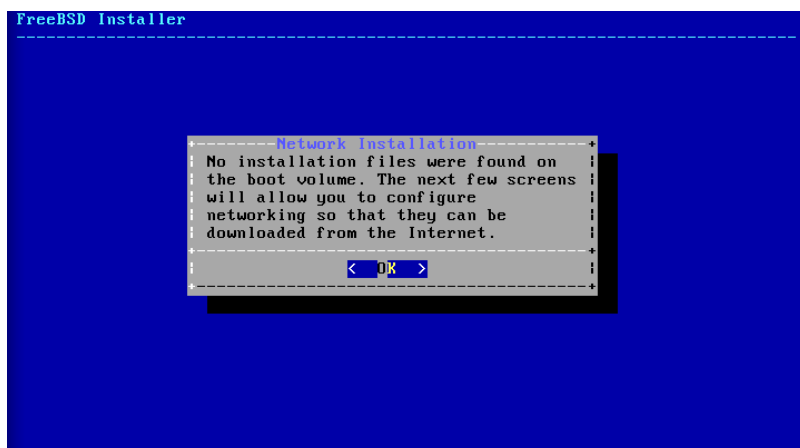 FreeBSD Installer
Network Installation
No installation files were found on
the boot volume. The next few screens
will allow you to configure
networking so that they can be
downloaded from the Internet.
< OK >